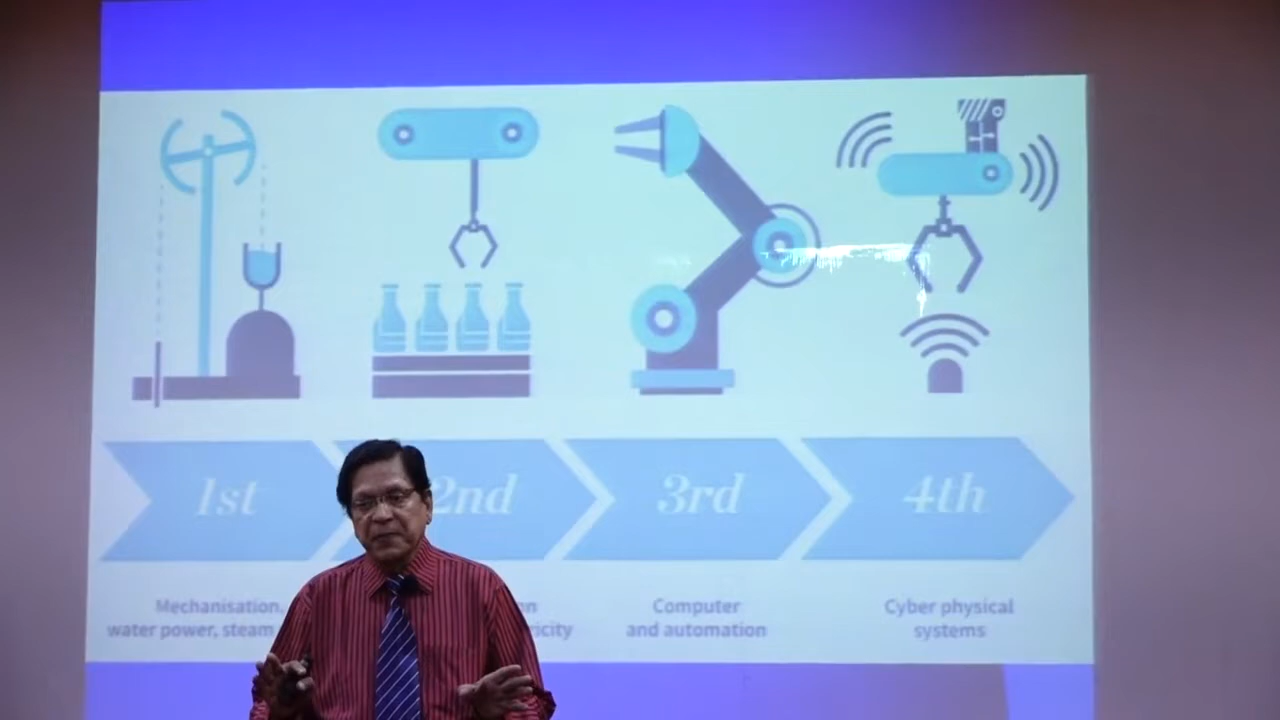 1st
2nd
3rd
4th
Mechanisation,
water power, steam
Computer
and automation
Cyber physical
systems